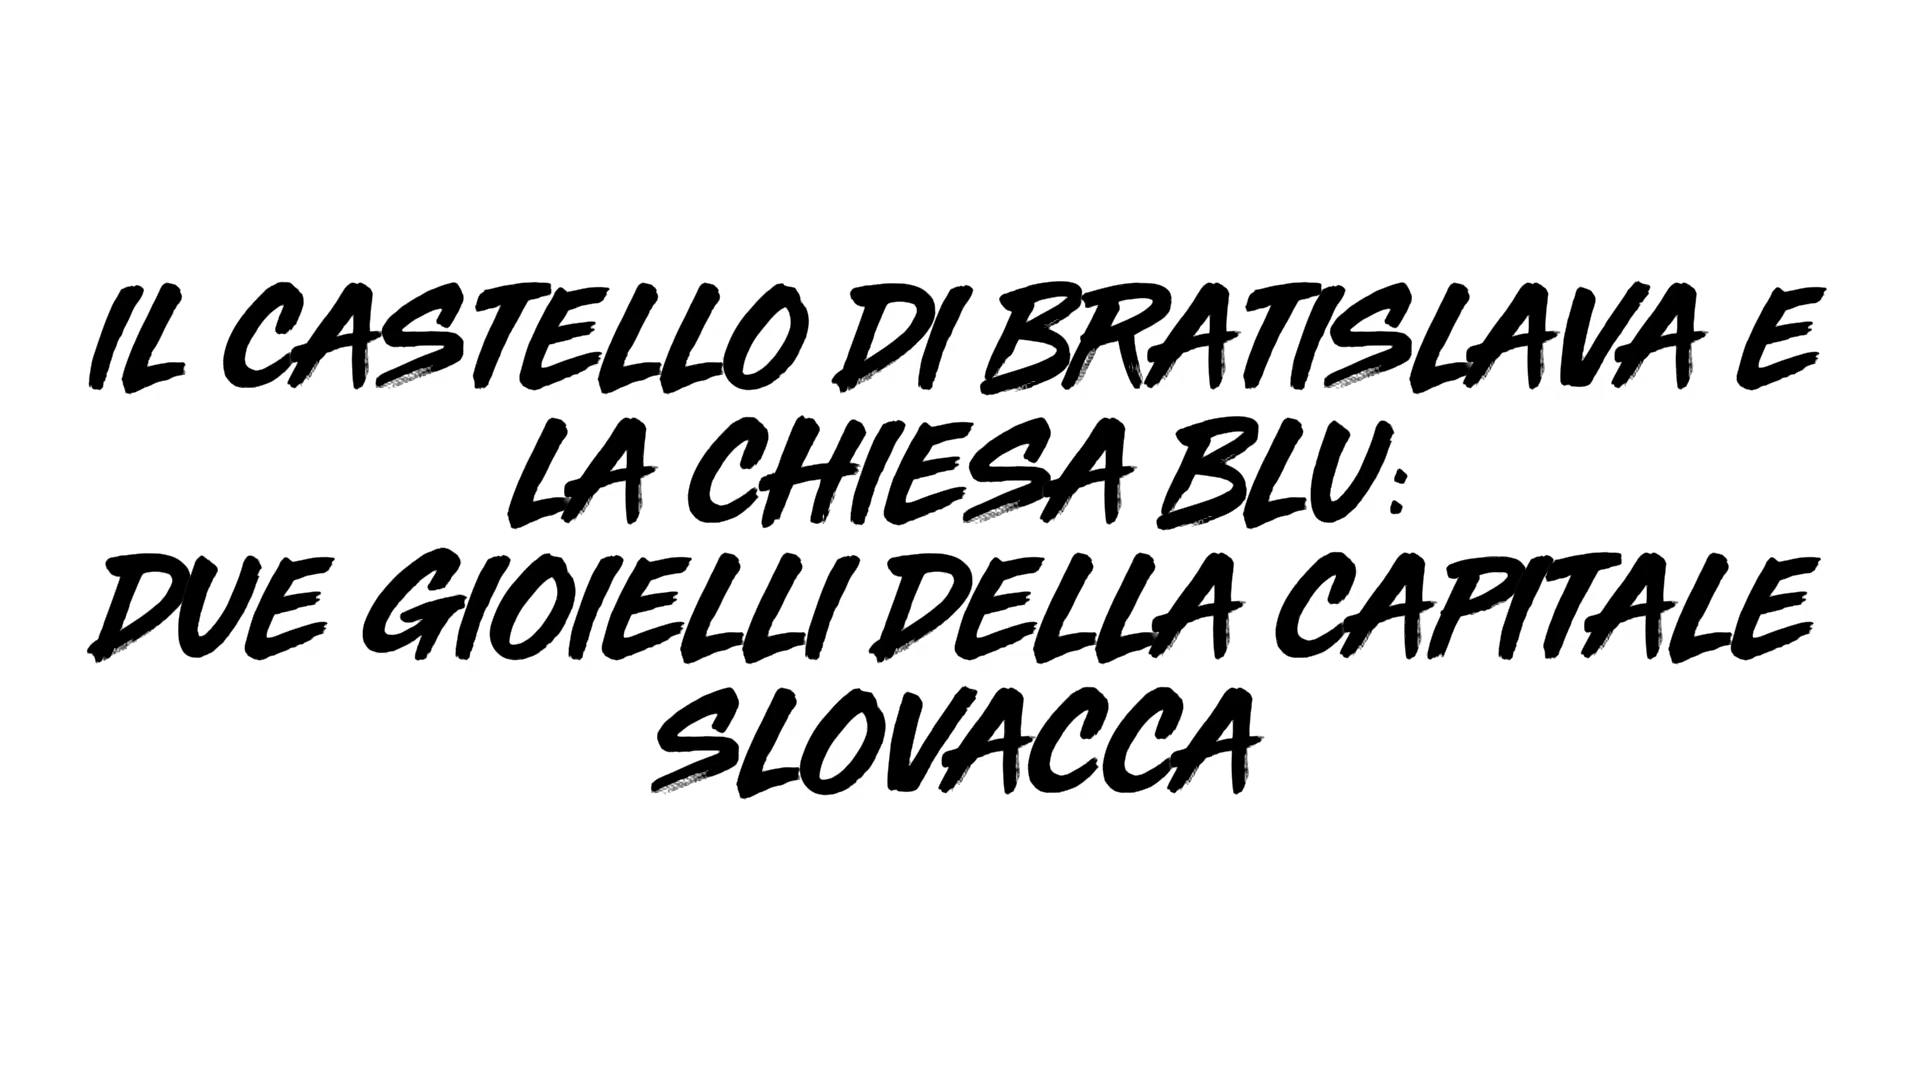 IL CASTELLO DI BRATISLAVA E
LA CHIESA BLU:
DUE GIOIELLI DELLA CAPITALE
SLOVACCA